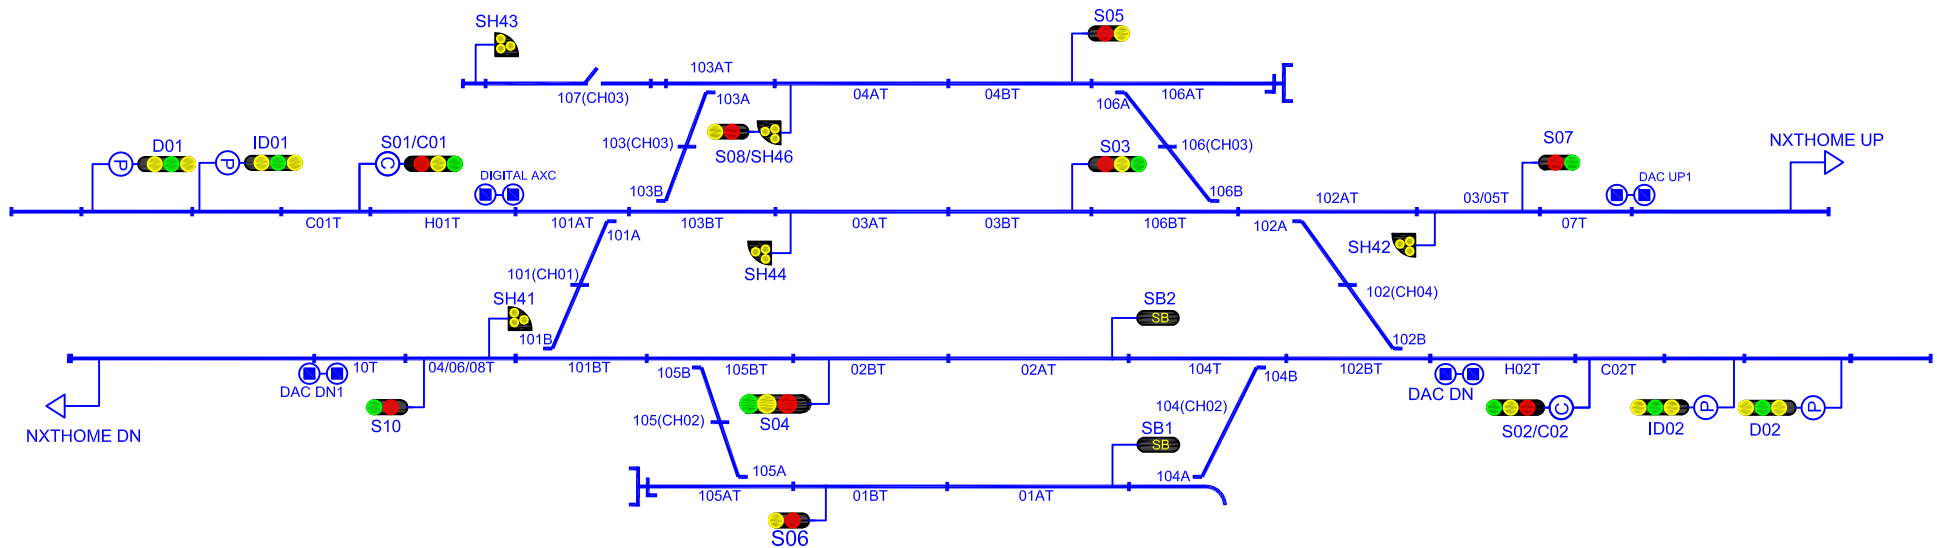 SH43
S05
103AT
107(CH03)
103A
04AT
04BT
106A
106AT
D01
ID01
S01/C01
103(CH03)
S08/SH46
S03
106(CH03)
S07
NXTHOME UP
P
P
C
DIGITAL AXC
103B
106B
DAC UP1
102AT
03/05T
C01T
H01T
101AT
101A
103BT
03AT
03BT
106BT
102A
07T
SH44
SH42
101(CH01)
102(CH04)
SH41
SB2
SB
101B
102B
10T
04/06/08T
101BT
105B
105BT
02BT
02AT
104T
104B
102BT
H02T
C02T
DAC DN1
DAC DN
S10
NXTHOME DN
105(CH02)
S04
104(CH02)
SB1
SB
C
P
P
S02/C02
ID02
D02
105A
104A
105AT
01BT
01AT
S06